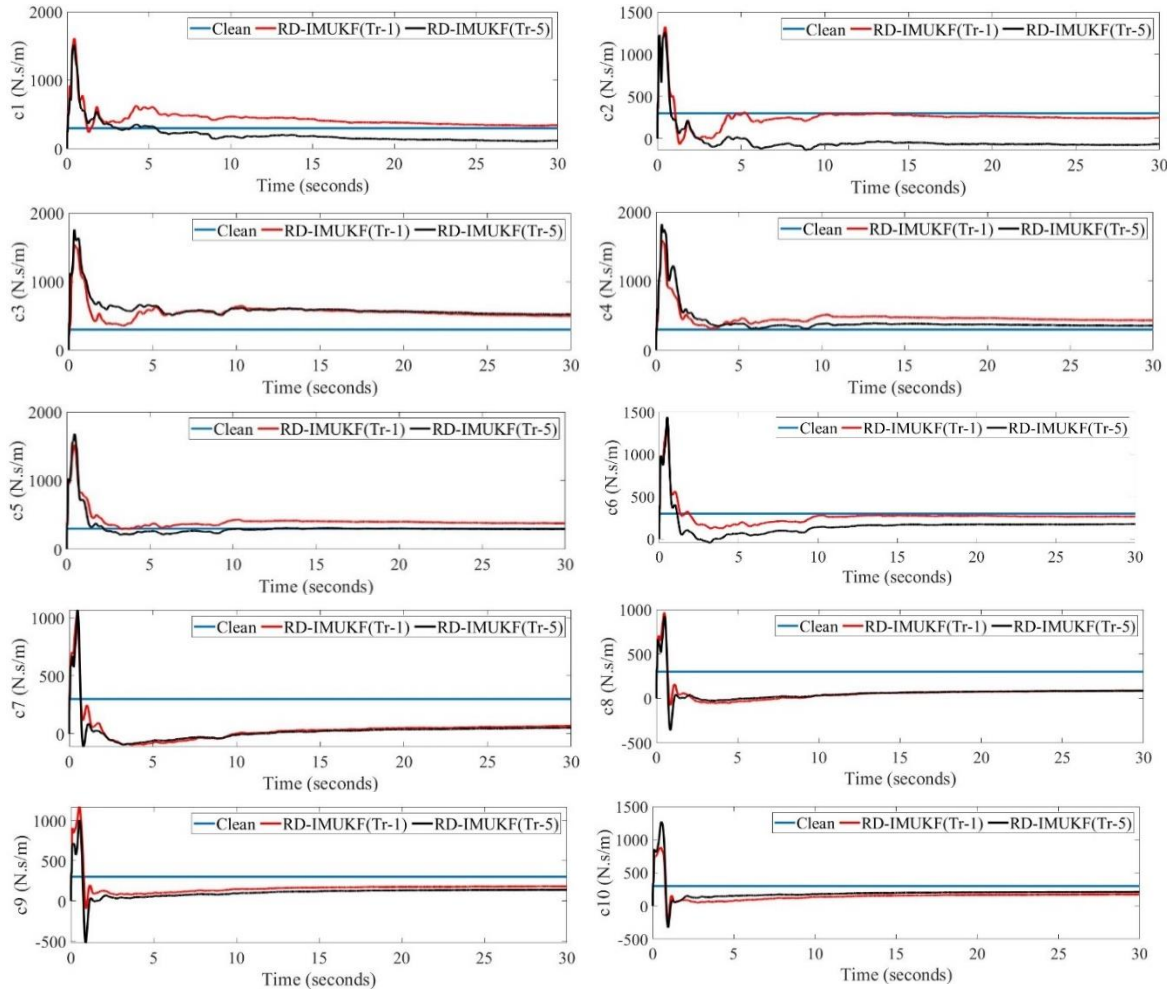 Clean RD-IMUKF(Tr-1) RD-IMUKF(Tr-5)
c1 (N.s/m)
2000
1000
0
0 5 10 15 20 25 30
Time (seconds)
Clean RD-IMUKF(Tr-1) RD-IMUKF(Tr-5)
c2 (N.s/m)
1500
1000
500
0
0 5 10 15 20 25 30
Time (seconds)
Clean RD-IMUKF(Tr-1) RD-IMUKF(Tr-5)
c3 (N.s/m)
2000
1000
0
0 5 10 15 20 25 30
Time (seconds)
Clean RD-IMUKF(Tr-1) RD-IMUKF(Tr-5)
c4 (N.s/m)
2000
1000
0
0 5 10 15 20 25 30
Time (seconds)
Clean RD-IMUKF(Tr-1) RD-IMUKF(Tr-5)
c5 (N.s/m)
2000
1000
0
0 5 10 15 20 25 30
Time (seconds)
Clean RD-IMUKF(Tr-1) RD-IMUKF(Tr-5)
c6 (N.s/m)
1500
1000
500
0
0 5 10 15 20 25 30
Time (seconds)
Clean RD-IMUKF(Tr-1) RD-IMUKF(Tr-5)
c7 (N.s/m)
1000
500
0
0 5 10 15 20 25 30
Time (seconds)
Clean RD-IMUKF(Tr-1) RD-IMUKF(Tr-5)
c8 (N.s/m)
1000
500
0
-500
0 5 10 15 20 25 30
Time (seconds)
Clean RD-IMUKF(Tr-1) RD-IMUKF(Tr-5)
c9 (N.s/m)
1000
500
0
-500
0 5 10 15 20 25 30
Time (seconds)
Clean RD-IMUKF(Tr-1) RD-IMUKF(Tr-5)
c10 (N.s/m)
1500
1000
500
0
-500
0 5 10 15 20 25 30
Time (seconds)